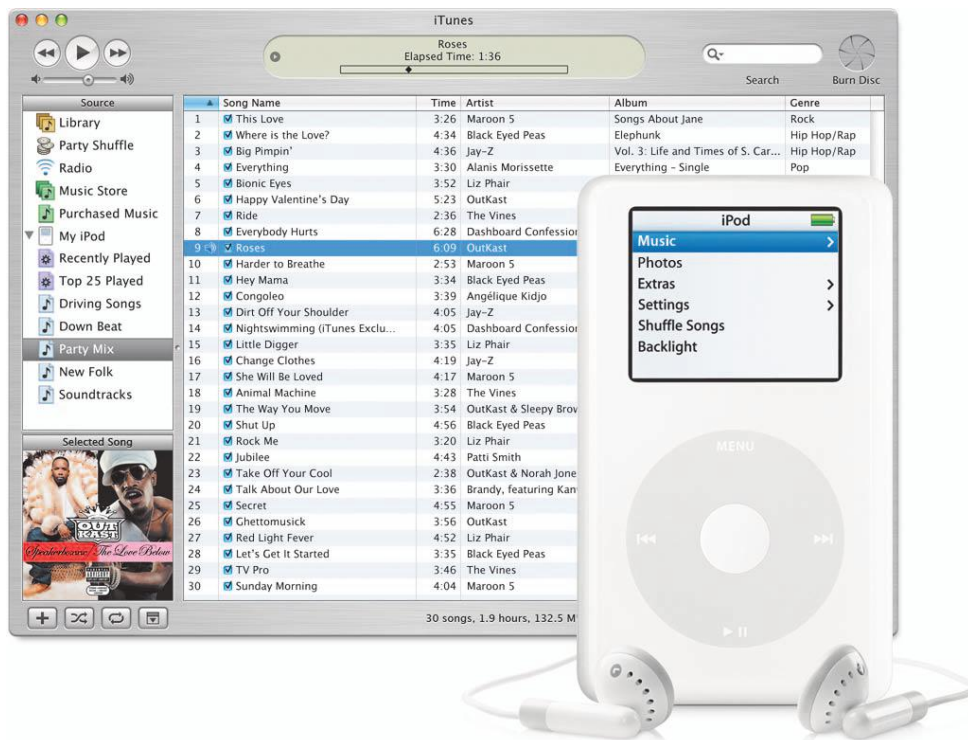 iTunes
Roses
Elapsed Time: 1:36
Search
Burn Disc
Source
Library
Party Shuffle
Radio
Music Store
Purchased Music
My iPod
Recently Played
Top 25 Played
Driving Songs
Down Beat
Party Mix
New Folk
Soundtracks
Selected Song
OUTKAST
Speakerboxxx/The Love Below
Song Name Time Artist Album Genre
1 This Love 3:26 Maroon 5 Songs About Jane Rock
2 Where is the Love? 4:34 Black Eyed Peas Elephunk Hip Hop/Rap
3 Big Pimpin' 4:36 Jay-Z Vol. 3: Life and Times of S. Car... Hip Hop/Rap
4 Everything 3:30 Alanis Morissette Everything - Single Pop
5 Bionic Eyes 3:52 Liz Phair
6 Happy Valentine's Day 5:23 OutKast
7 Ride 2:36 The Vines
8 Everybody Hurts 6:28 Dashboard Confession
9 Roses 6:09 OutKast
10 Harder to Breathe 2:53 Maroon 5
11 Hey Mama 3:34 Black Eyed Peas
12 Congoleo 3:39 Angélique Kidjo
13 Dirt Off Your Shoulder 4:05 Jay-Z
14 Nightswimming (iTunes Exclu... 4:05 Dashboard Confession
15 Little Digger 3:35 Liz Phair
16 Change Clothes 4:19 Jay-Z
17 She Will Be Loved 4:17 Maroon 5
18 Animal Machine 3:28 The Vines
19 The Way You Move 3:54 OutKast & Sleepy Brow
20 Shut Up 4:56 Black Eyed Peas
21 Rock Me 3:20 Liz Phair
22 Jubilee 4:43 Patti Smith
23 Take Off Your Cool 2:38 OutKast & Norah Jone
24 Talk About Our Love 3:36 Brandy, featuring Kan
25 Secret 4:55 Maroon 5
26 Ghettomusick 3:56 OutKast
27 Red Light Fever 4:52 Liz Phair
28 Let's Get It Started 3:35 Black Eyed Peas
29 TV Pro 3:46 The Vines
30 Sunday Morning 4:04 Maroon 5
30 songs, 1.9 hours, 132.5 M
iPod
Music
Photos
Extras
Settings
Shuffle Songs
Backlight
MENU